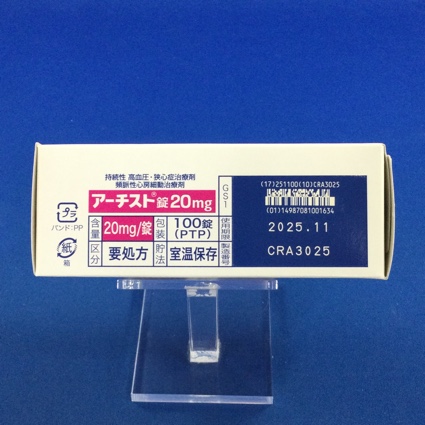 持続性 高血圧・狭心症治療剤
頻脈性心房細動治療剤
アーチスト®錠20mg
含量 20mg/錠 包装 100錠(PTP)
区分 要処方 貯法 室温保存
プラ
バンド:PP
紙
箱
GS1
(17)251100(10)CRA3025
(01)14987081001634
使用期限 2025.11
製造番号 CRA3025